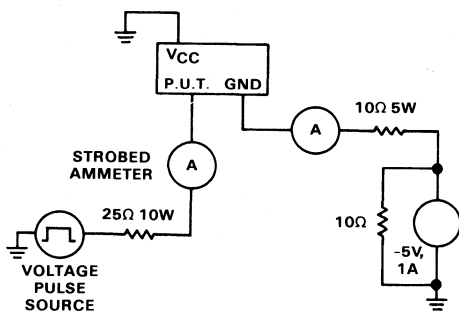 VCC
P.U.T. GND
A
10Ω 5W
STROBED
AMMETER
A
25Ω 10W
10Ω
-5V,
1A
VOLTAGE
PULSE
SOURCE